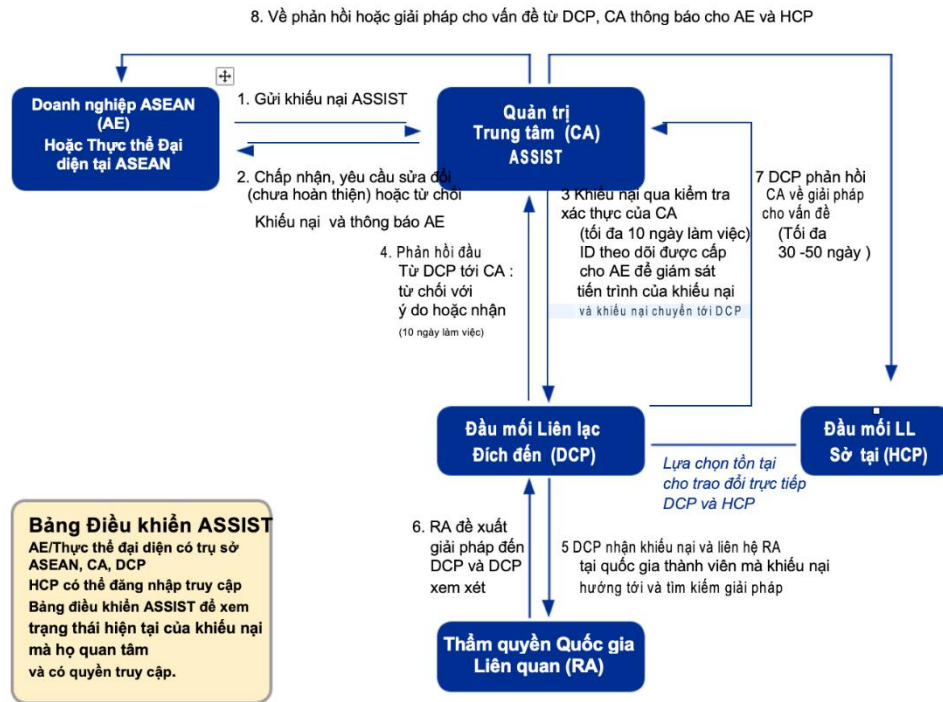 8. Về phản hồi hoặc giải pháp cho vấn đề từ DCP, CA thông báo cho AE và HCP
Doanh nghiệp ASEAN
(AE)
Hoặc Thực thể Đại
diện tại ASEAN
1. Gửi khiếu nại ASSIST
2. Chấp nhận, yêu cầu sửa đổi
(chưa hoàn thiện) hoặc từ chối
Khiếu nại và thông báo AE
Quản trị
Trung tâm (CA)
ASSIST
3 Khiếu nại qua kiểm tra
xác thực của CA
(tối đa 10 ngày làm việc)
ID theo dõi được cấp
cho AE để giám sát
tiến trình của khiếu nại
và khiếu nại chuyển tới DCP
7 DCP phản hồi
CA về giải pháp
cho vấn đề
(Tối đa
30 -50 ngày )
4. Phản hồi đầu
Từ DCP tới CA :
từ chối với
ý do hoặc nhận
(10 ngày làm việc)
Đầu mối Liên lạc
Đích đến (DCP)
Lựa chọn tồn tại
cho trao đổi trực tiếp
DCP và HCP
Đầu mối LL
Sở tại (HCP)
6. RA đề xuất
giải pháp đến
DCP và DCP
xem xét
5 DCP nhận khiếu nại và liên hệ RA
tại quốc gia thành viên mà khiếu nại
hướng tới và tìm kiếm giải pháp
Thẩm quyền Quốc gia
Liên quan (RA)
Bảng Điều khiển ASSIST
AE/Thực thể đại diện có trụ sở
ASEAN, CA, DCP
HCP có thể đăng nhập truy cập
Bảng điều khiển ASSIST để xem
trạng thái hiện tại của khiếu nại
mà họ quan tâm
và có quyền truy cập.